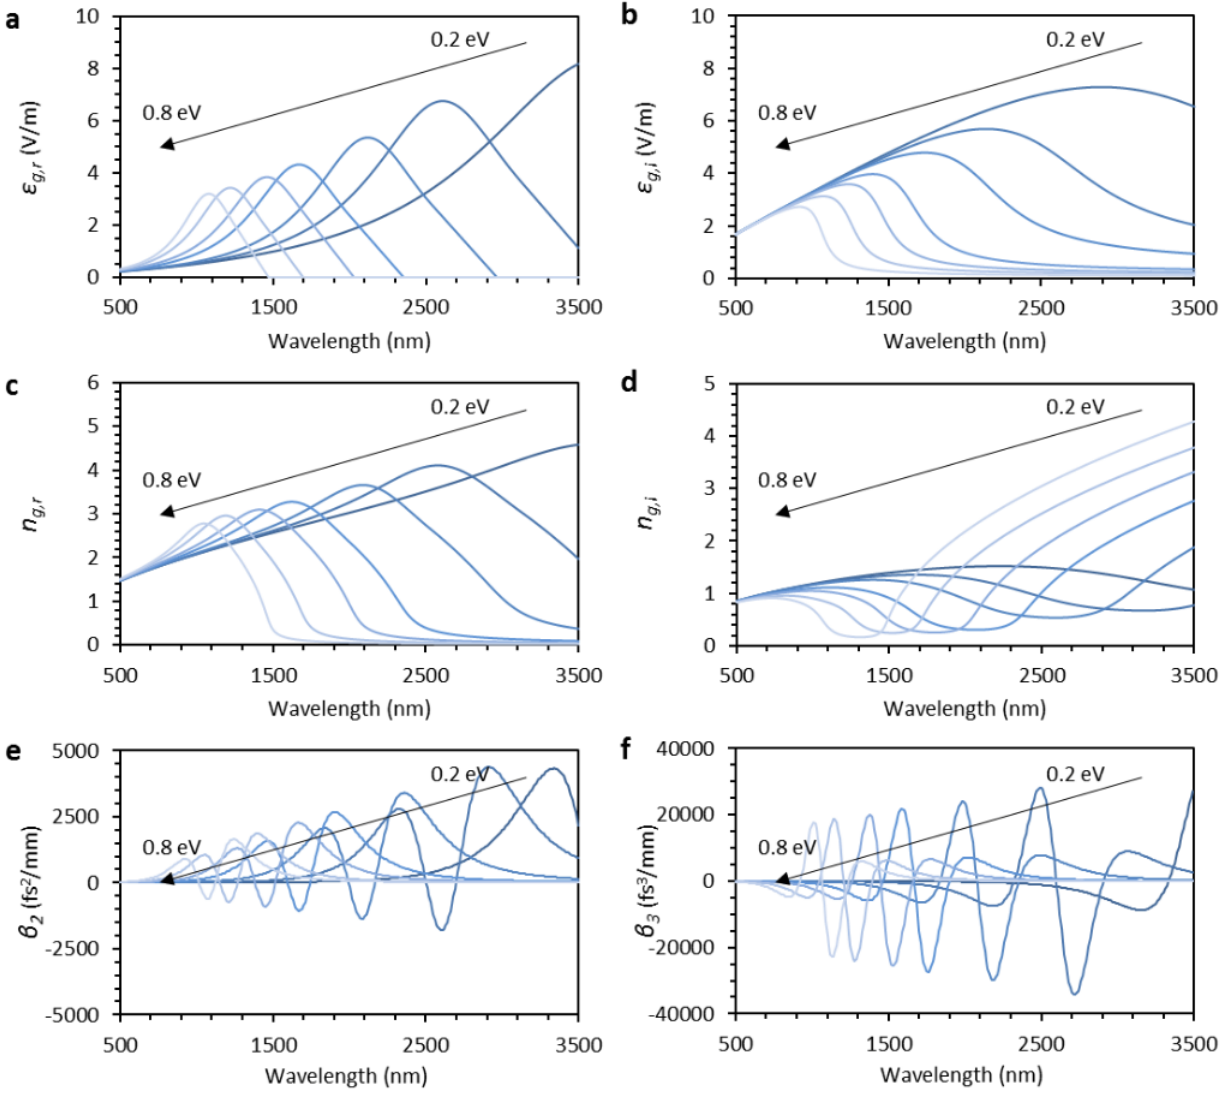 a
10
8
6
4
2
0
ε_{g,r} (V/m)
0.2 eV
0.8 eV
500
1500
2500
3500
Wavelength (nm)
b
10
8
6
4
2
0
ε_{g,i} (V/m)
0.2 eV
0.8 eV
500
1500
2500
3500
Wavelength (nm)
c
6
5
4
3
2
1
0
n_{g,r}
0.2 eV
0.8 eV
500
1500
2500
3500
Wavelength (nm)
d
5
4
3
2
1
0
n_{g,i}
0.2 eV
0.8 eV
500
1500
2500
3500
Wavelength (nm)
e
5000
2500
0
-2500
-5000
β₂ (fs²/mm)
0.2 eV
0.8 eV
500
1500
2500
3500
Wavelength (nm)
f
40000
20000
0
-20000
-40000
β₃ (fs³/mm)
0.2 eV
0.8 eV
500
1500
2500
3500
Wavelength (nm)